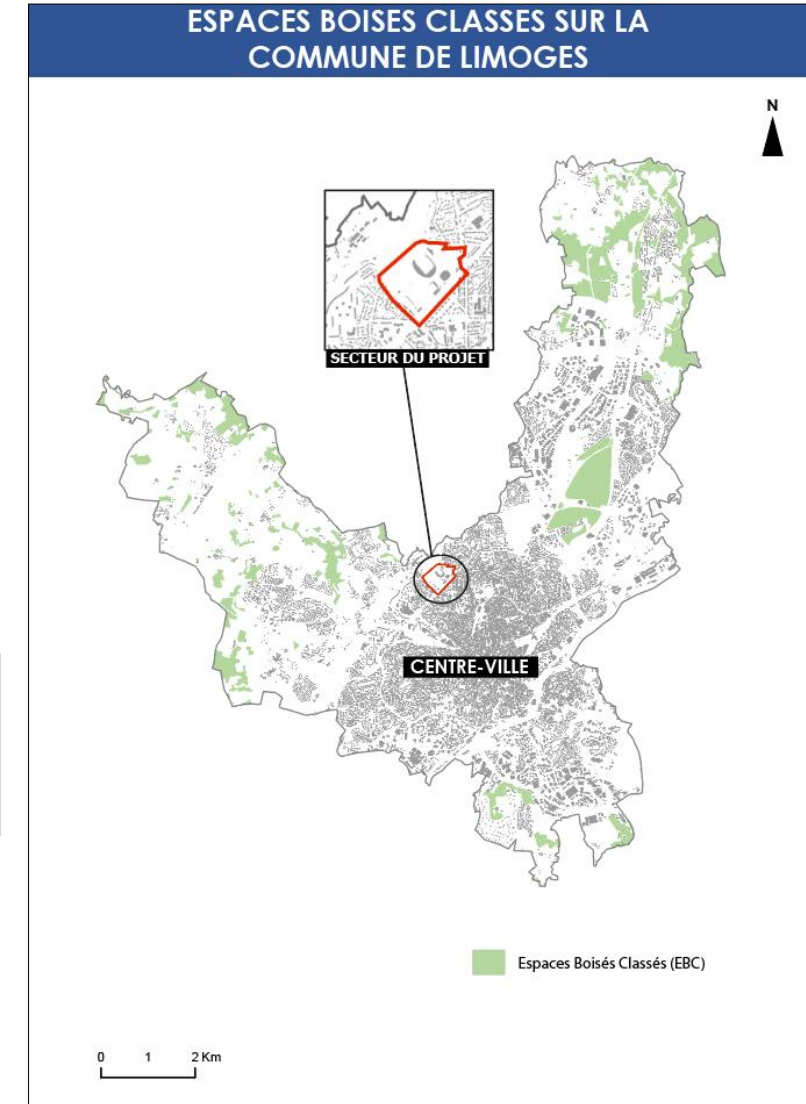 ESPACES BOISES CLASSES SUR LA
COMMUNE DE LIMOGES
N
SECTEUR DU PROJET
CENTRE-VILLE
Espaces Boisés Classés (EBC)
0 1 2 Km